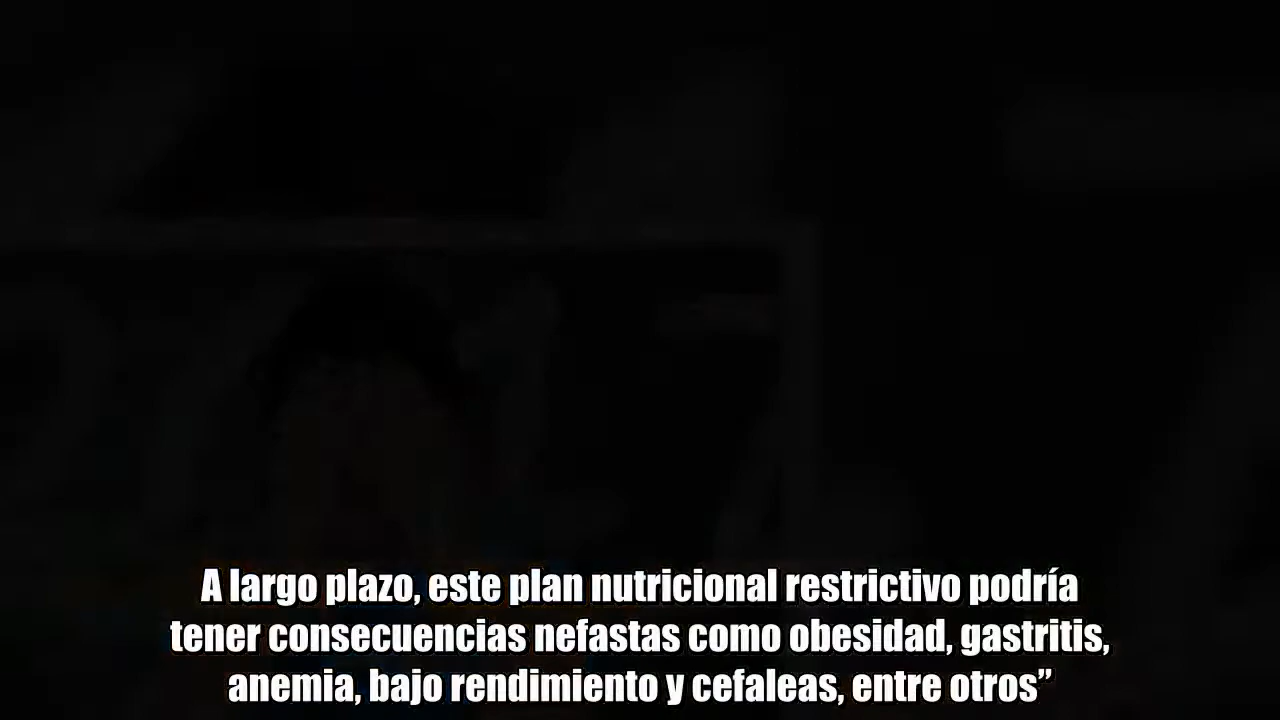 A largo plazo, este plan nutricional restrictivo podría
tener consecuencias nefastas como obesidad, gastritis,
anemia, bajo rendimiento y cefaleas, entre otros”